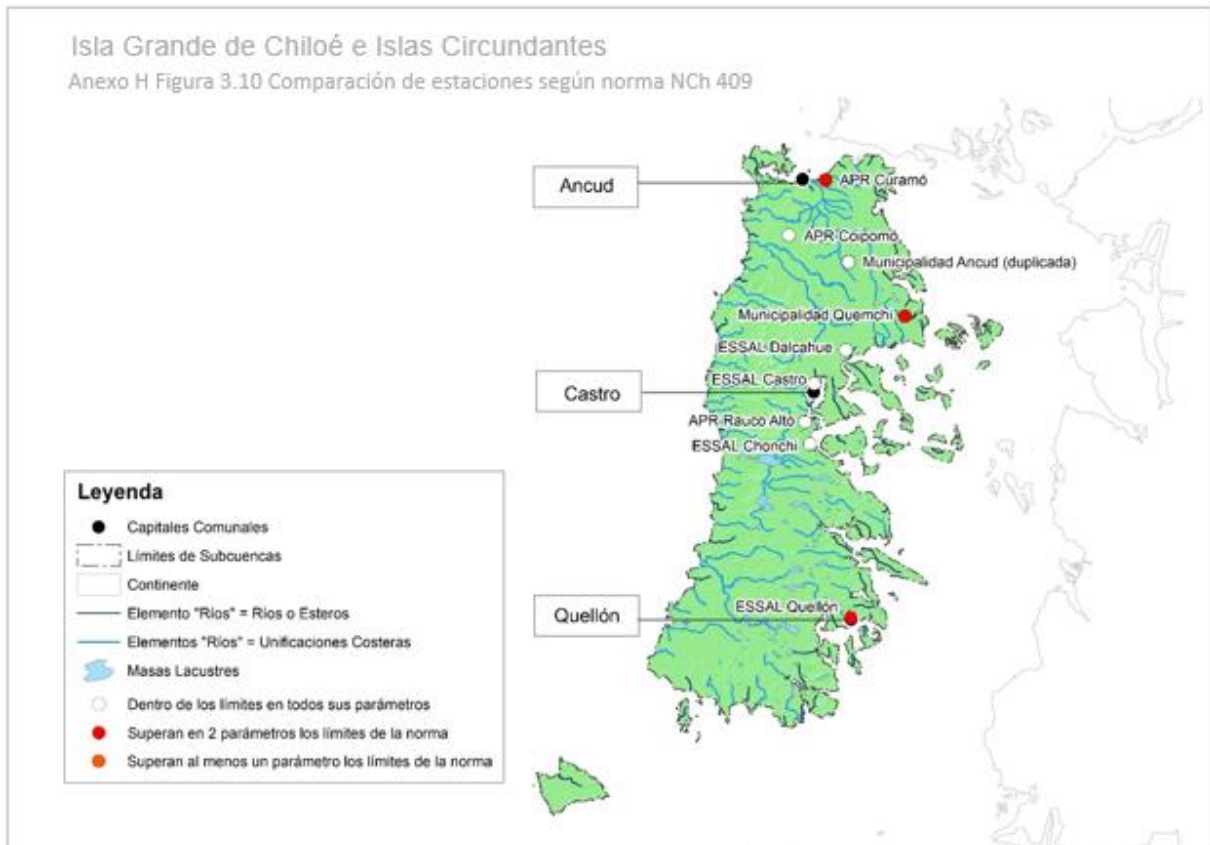 Isla Grande de Chiloé e Islas Circundantes
Anexo H Figura 3.10 Comparación de estaciones según norma NCh 409
Ancud
APR Curamó
APR Coipomó
Municipalidad Ancud (duplicada)
Municipalidad Quemchi
ESSAL Dalcahue
ESSAL Castro
Castro
APR Rauco Alto
ESSAL Chonchi
ESSAL Quellón
Quellón
Leyenda
Capitales Comunales
Límites de Subcuencas
Continente
Elemento "Ríos" = Ríos o Esteros
Elementos "Ríos" = Unificaciones Costeras
Masas Lacustres
Dentro de los límites en todos sus parámetros
Superan en 2 parámetros los límites de la norma
Superan al menos un parámetro los límites de la norma